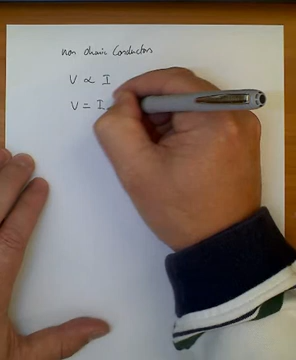 non ohmic Conductors
V ∝ I
V = I